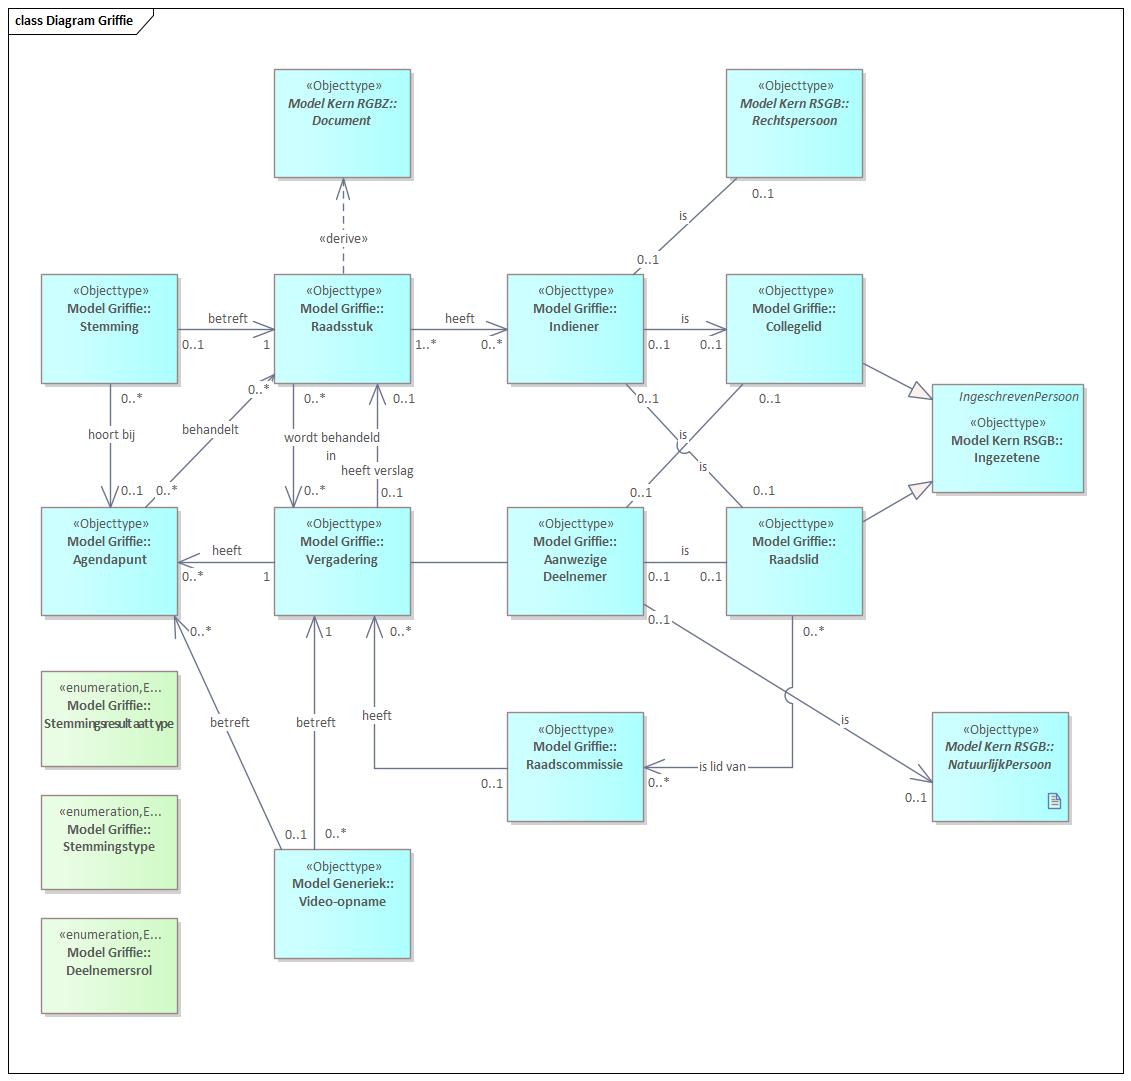 class Diagram Griffie
«Objecttype»
Model Kern RGBZ::
Document
«Objecttype»
Model Kern RSGB::
Rechtspersoon
0..1
is
0..1
«derive»
«Objecttype»
Model Griffie::
Stemming
betreft
0..1
1
«Objecttype»
Model Griffie::
Raadsstuk
heeft
1..*
0..*
«Objecttype»
Model Griffie::
Indiener
is
0..1
0..1
«Objecttype»
Model Griffie::
Collegelid
IngeschrevenPersoon
«Objecttype»
Model Kern RSGB::
Ingezetene
0..*
hoort bij
0..1
0..*
behandelt
0..*
0..*
wordt behandeld
in
0..*
0..1
heeft verslag
0..1
0..1
is
0..1
0..1
is
0..1
«Objecttype»
Model Griffie::
Agendapunt
heeft
0..*
1
«Objecttype»
Model Griffie::
Vergadering
«Objecttype»
Model Griffie::
Aanwezige
Deelnemer
is
0..1
0..1
«Objecttype»
Model Griffie::
Raadslid
0..*
1
0..*
0..1
0..*
«enumeration,E...
Model Griffie::
Stemmingsresultaattype
betreft
betreft
heeft
0..1
«Objecttype»
Model Griffie::
Raadscommissie
is lid van
0..*
is
0..1
«Objecttype»
Model Kern RSGB::
NatuurlijkPersoon
«enumeration,E...
Model Griffie::
Stemmingstype
0..1
0..*
«Objecttype»
Model Generiek::
Video-opname
«enumeration,E...
Model Griffie::
Deelnemersrol